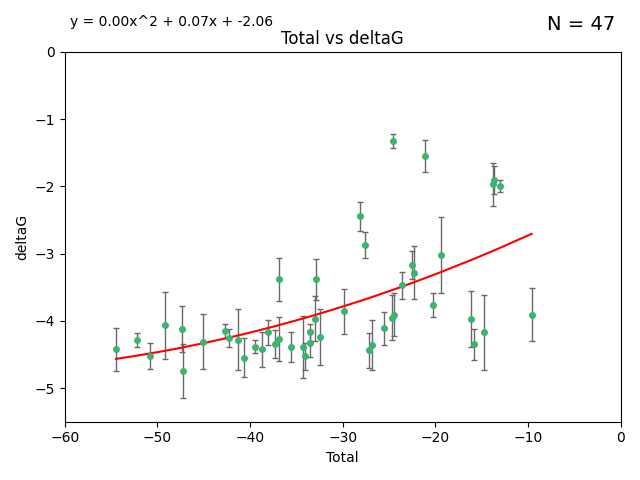 y = 0.00x^2 + 0.07x + -2.06
N = 47
Total vs deltaG
0
−1
−2
−3
−4
−5
deltaG
−60 −50 −40 −30 −20 −10 0
Total